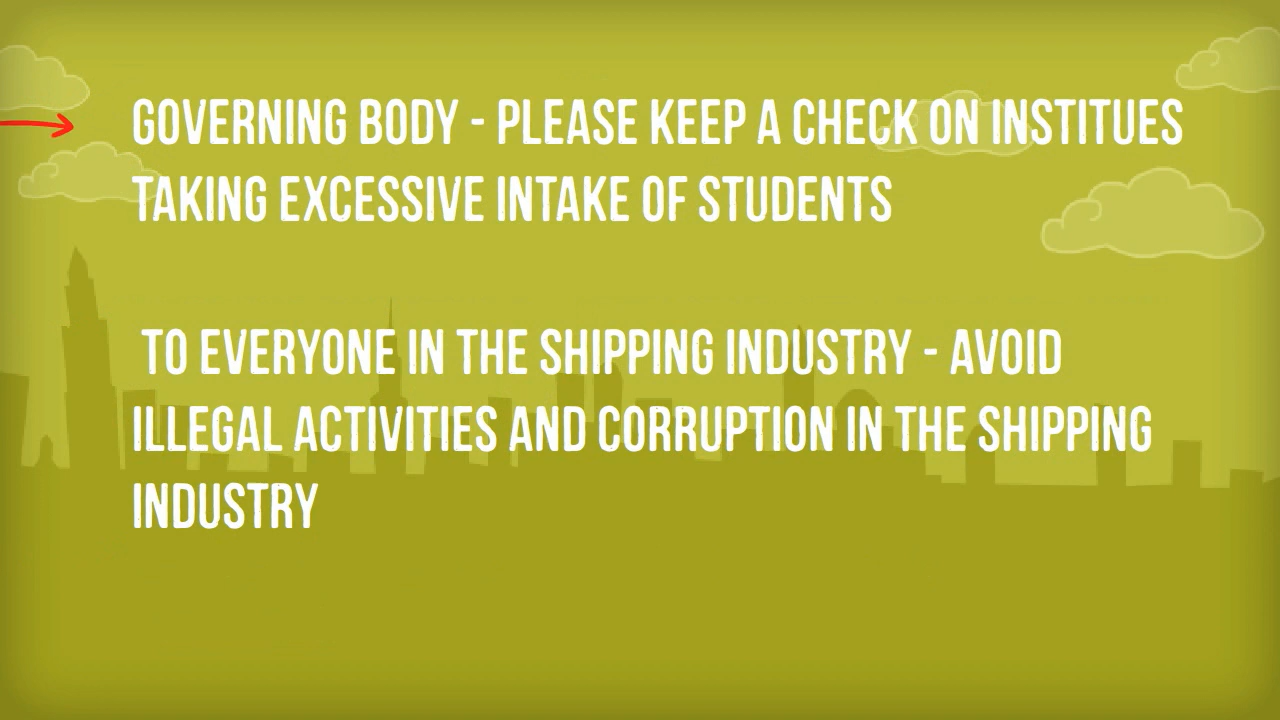 GOVERNING BODY - PLEASE KEEP A CHECK ON INSTITUES
TAKING EXCESSIVE INTAKE OF STUDENTS
TO EVERYONE IN THE SHIPPING INDUSTRY - AVOID
ILLEGAL ACTIVITIES AND CORRUPTION IN THE SHIPPING
INDUSTRY